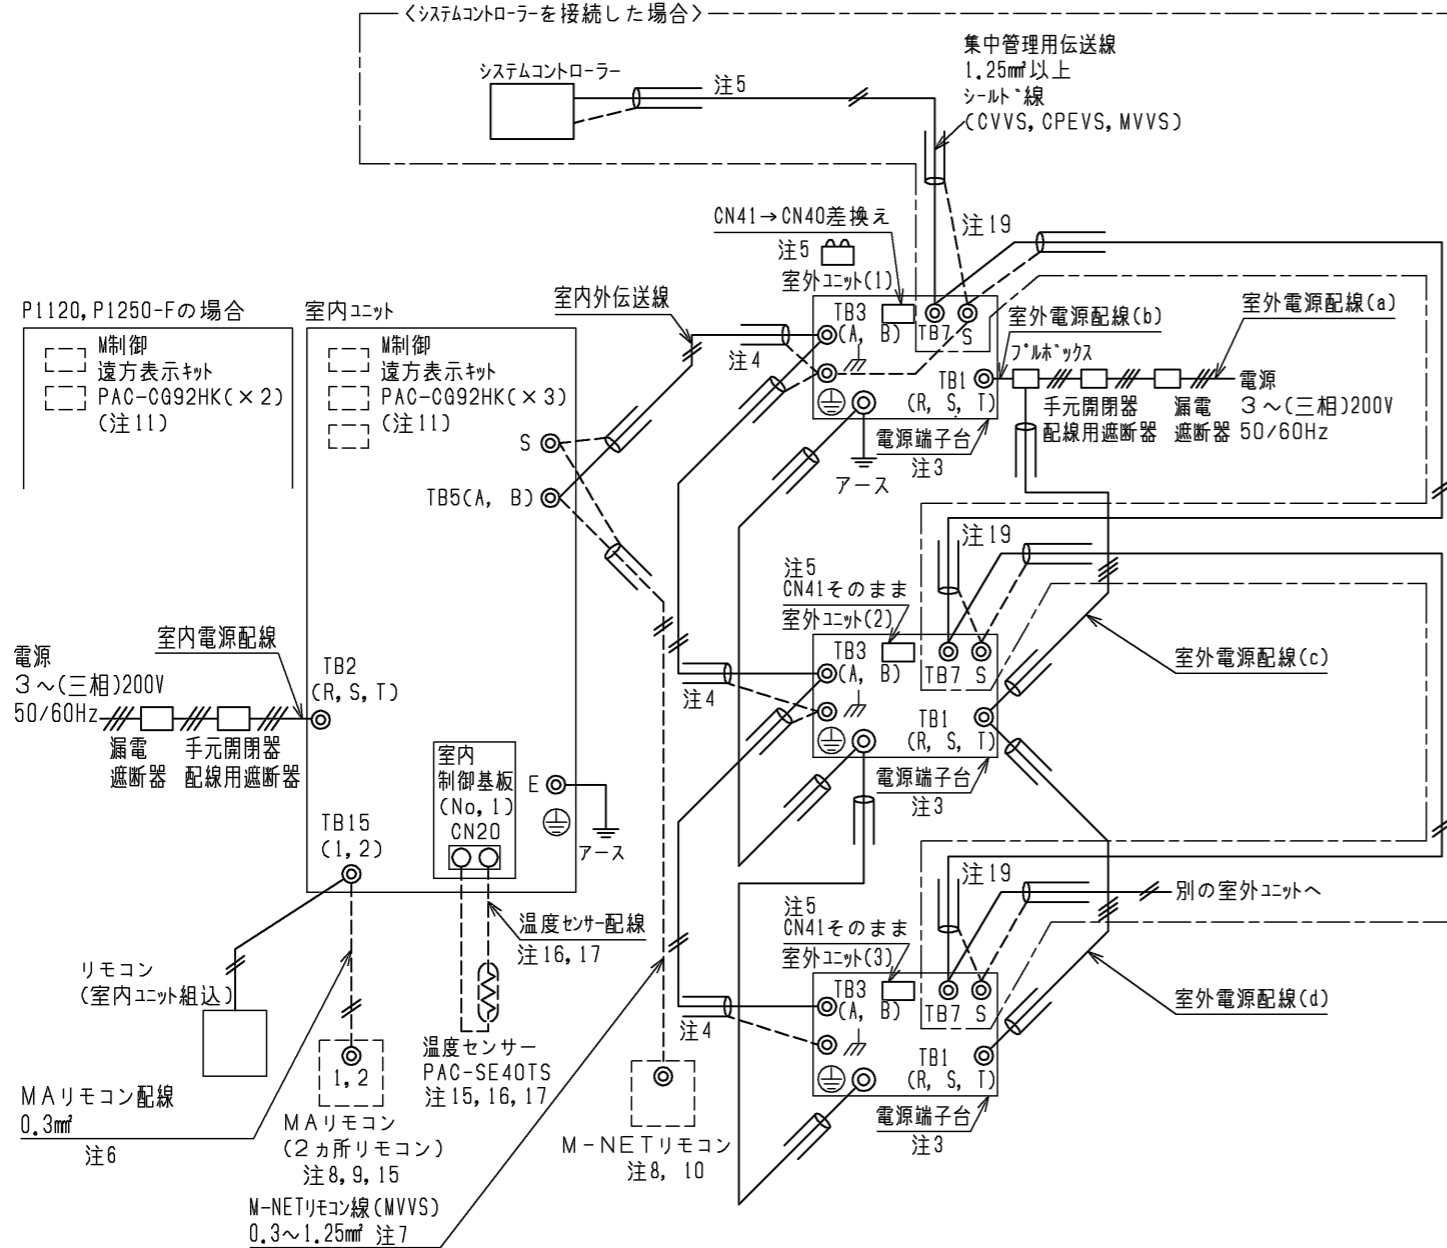 〈システムコントローラーを接続した場合〉
システムコントローラー
注5
集中管理用伝送線
1.25㎟以上
シールド線
(CVVS, CPEVS, MVVS)
CN41→CN40差換え
注5
室外ユニット(1)
注19
室内外伝送線
注4
TB3
(A, B)
TB7 S
TB1
(R, S, T)
電源端子台
注3
アース
室外電源配線(b)
プルボックス
室外電源配線(a)
手元開閉器
配線用遮断器
漏電
遮断器
電源
3～(三相)200V
50/60Hz
P1120, P1250-Fの場合
M制御
遠方表示キット
PAC-CG92HK(×2)
(注11)
室内ユニット
M制御
遠方表示キット
PAC-CG92HK(×3)
(注11)
S
TB5(A, B)
注19
注5
CN41そのまま
室外ユニット(2)
注4
TB3
(A, B)
TB7 S
TB1
(R, S, T)
電源端子台
注3
室外電源配線(c)
室内電源配線
電源
3～(三相)200V
50/60Hz
漏電
遮断器
手元開閉器
配線用遮断器
TB2
(R, S, T)
室内
制御基板
(No, 1)
CN20
E
アース
TB15
(1, 2)
注19
別の室外ユニットへ
注5
CN41そのまま
室外ユニット(3)
注4
TB3
(A, B)
TB7 S
TB1
(R, S, T)
電源端子台
注3
室外電源配線(d)
温度センサー配線
注16, 17
リモコン
(室内ユニット組込)
温度センサー
PAC-SE40TS
注15, 16, 17
MAリモコン配線
0.3㎟
注6
1, 2
MAリモコン
(2ヵ所リモコン)
注8, 9, 15
M-NETリモコン
注8, 10
M-NETリモコン線(MVVS)
0.3～1.25㎟ 注7